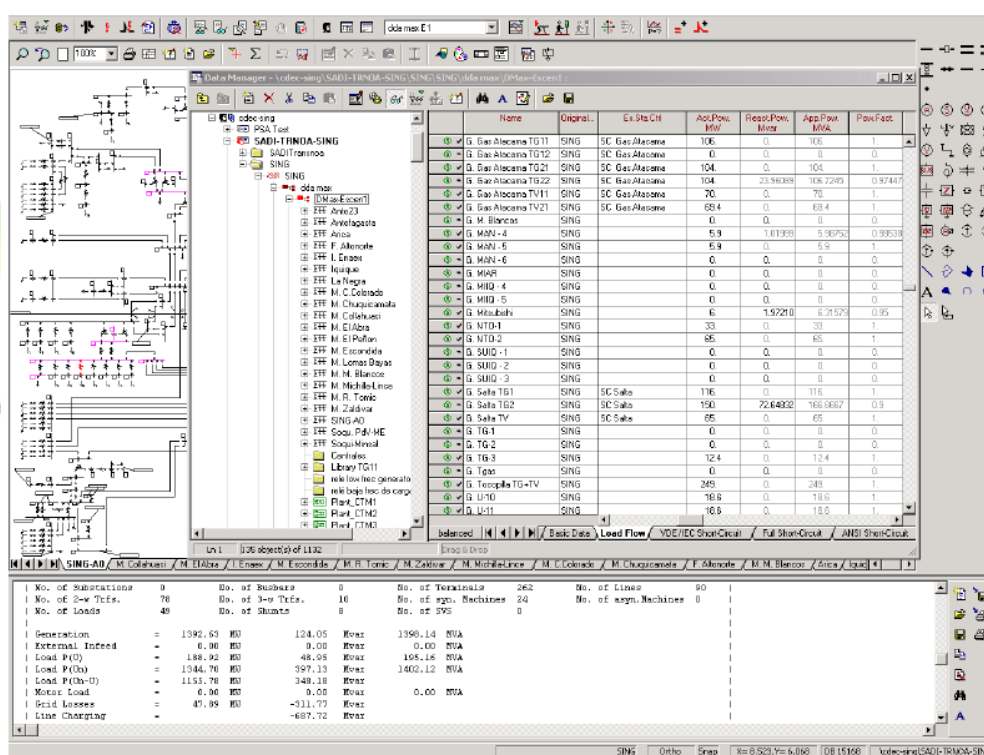 dda max E1
100%
Data Manager - \cdec-sing\SADI-TRNOA-SING\SING\SING\dda max\DMax-Escen1 :
cdec-sing
PSA Test
SADI-TRNOA-SING
SADITransnoa
SING
SING
dda max
DMax-Escen1
Anto23
Antofagasta
Arica
F. Altonorte
I. Enaex
Iquique
La Negra
M. C.Colorado
M. Chuquicamata
M. Collahuasi
M. El Abra
M. El Peñon
M. Escondida
M. Lomas Bayas
M. M. Blancos
M. Michilla-Lince
M. R. Tomic
M. Zaldivar
SING-A0
Soqu. PdV-ME
Soqui-Mineal
Centrales
Library TG11
rele low frec generato
relé baja frec de carga
Plant_CTM1
Plant_CTM2
Plant_CTM3
Name Original.. Ex.Sta.Ctrl Act.Pow. React.Pow. App.Pow. Pow.Fact.
MW Mvar MVA
G. Gas Atacama TG11 SING SC Gas Atacama 106. 0. 106. 1.
G. Gas Atacama TG12 SING SC Gas Atacama 0. 0. 0. 1.
G. Gas Atacama TG21 SING SC Gas Atacama 104. 0. 104. 1.
G. Gas Atacama TG22 SING SC Gas Atacama 104. 23.96089 106.7245 0.97447
G. Gas Atacama TV11 SING SC Gas Atacama 70. 0. 70. 1.
G. Gas Atacama TV21 SING SC Gas Atacama 69.4 0. 69.4 1.
G. M. Blancos SING 0. 0. 0. 1.
G. MAN - 4 SING 5.9 1.01999 5.98752 0.98538
G. MAN - 5 SING 5.9 0. 5.9 1.
G. MAN - 6 SING 0. 0. 0. 1.
G. MIAR SING 0. 0. 0. 1.
G. MIIQ - 4 SING 0. 0. 0. 1.
G. MIIQ - 5 SING 0. 0. 0. 1.
G. Mitsubishi SING 6. 1.97210 6.31579 0.95
G. NTO-1 SING 33. 0. 33. 1.
G. NTO-2 SING 65. 0. 65. 1.
G. SUIQ - 1 SING 0. 0. 0. 1.
G. SUIQ - 2 SING 0. 0. 0. 1.
G. SUIQ - 3 SING 0. 0. 0. 1.
G. Salta TG1 SING SC Salta 116. 0. 116. 1.
G. Salta TG2 SING SC Salta 150. 72.64832 166.6667 0.9
G. Salta TV SING SC Salta 65. 0. 65. 1.
G. TG-1 SING 0. 0. 0. 1.
G. TG-2 SING 0. 0. 0. 1.
G. TG-3 SING 12.4 0. 12.4 1.
G. Tgas SING 0. 0. 0. 1.
G. Tocopilla TG+TV SING 249. 0. 249. 1.
G. U-10 SING 18.6 0. 18.6 1.
G. U-11 SING 18.6 0. 18.6 1.
balanced Basic Data Load Flow VDE/IEC Short-Circuit Full Short-Circuit ANSI Short-Circuit
Ln 1 135 object(s) of 1132 Drag & Drop
SING-A0 M. Collahuasi M. El Abra I. Enaex M. Escondida M. R. Tomic M. Zaldivar M. Michilla-Lince M. C.Colorado M. Chuquicamata F. Altonorte M. M. Blancos Arica Iquiq
No. of Substations 0 No. of Busbars 0 No. of Terminals 262 No. of Lines 90
No. of 2-w Trfs. 78 No. of 3-w Trfs. 10 No. of syn. Machines 24 No. of asyn.Machines 0
No. of Loads 49 No. of Shunts 8 No. of SVS 0
Generation = 1392.63 MW 124.05 Mvar 1398.14 MVA
External Infeed = 0.00 MW 0.00 Mvar 0.00 MVA
Load P(U) = 188.92 MW 48.95 Mvar 195.16 MVA
Load P(Un) = 1344.70 MW 397.13 Mvar 1402.12 MVA
Load P(Un-U) = 1155.78 MW 348.18 Mvar
Motor Load = 0.00 MW 0.00 Mvar 0.00 MVA
Grid Losses = 47.89 MW -311.77 Mvar
Line Charging = -687.72 Mvar
SING Ortho Snap X= 8.523,Y= 6.068 DB 15168 \cdec-sing\SADI-TRNOA-SIN